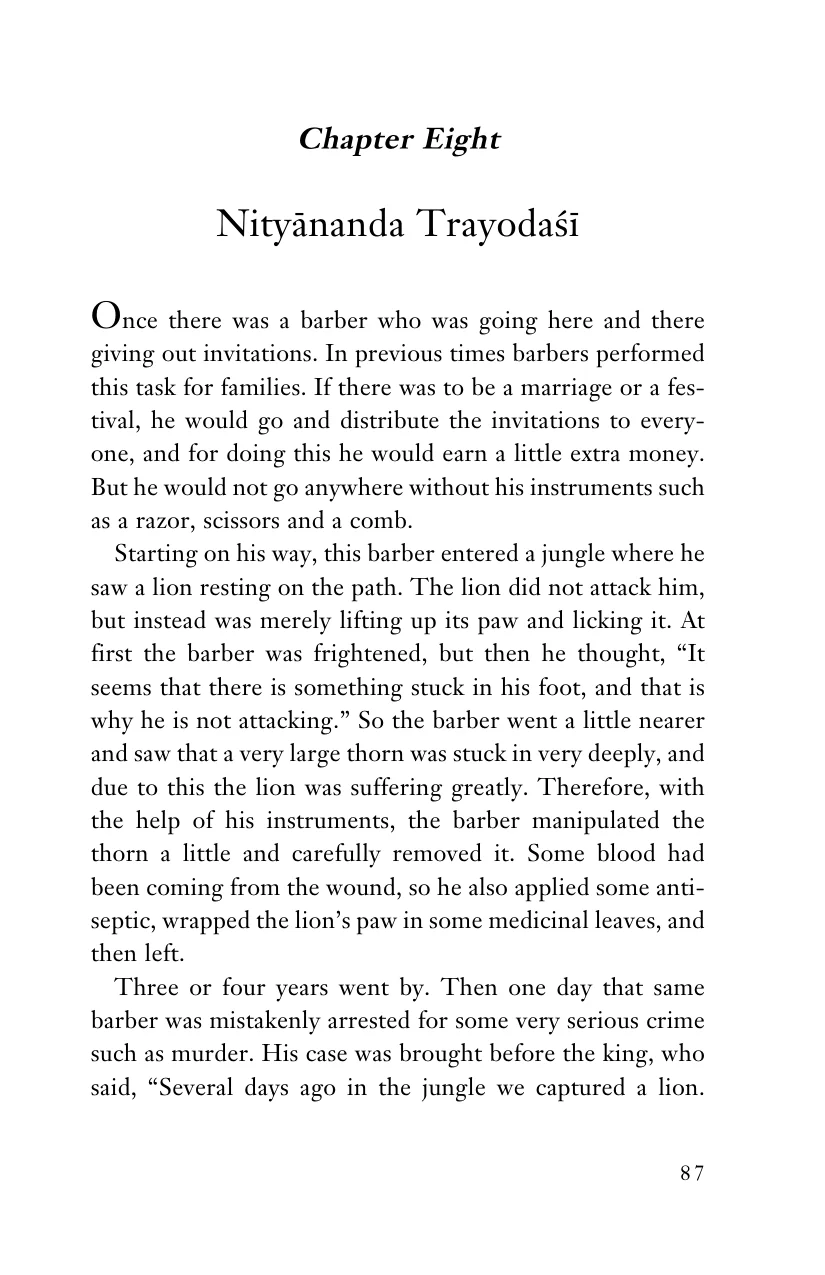 Chapter Eight
Nityānanda Trayodaśī
Once there was a barber who was going here and there
giving out invitations. In previous times barbers performed
this task for families. If there was to be a marriage or a fes-
tival, he would go and distribute the invitations to every-
one, and for doing this he would earn a little extra money.
But he would not go anywhere without his instruments such
as a razor, scissors and a comb.
Starting on his way, this barber entered a jungle where he
saw a lion resting on the path. The lion did not attack him,
but instead was merely lifting up its paw and licking it. At
first the barber was frightened, but then he thought, “It
seems that there is something stuck in his foot, and that is
why he is not attacking.” So the barber went a little nearer
and saw that a very large thorn was stuck in very deeply, and
due to this the lion was suffering greatly. Therefore, with
the help of his instruments, the barber manipulated the
thorn a little and carefully removed it. Some blood had
been coming from the wound, so he also applied some anti-
septic, wrapped the lion’s paw in some medicinal leaves, and
then left.
Three or four years went by. Then one day that same
barber was mistakenly arrested for some very serious crime
such as murder. His case was brought before the king, who
said, “Several days ago in the jungle we captured a lion.
87